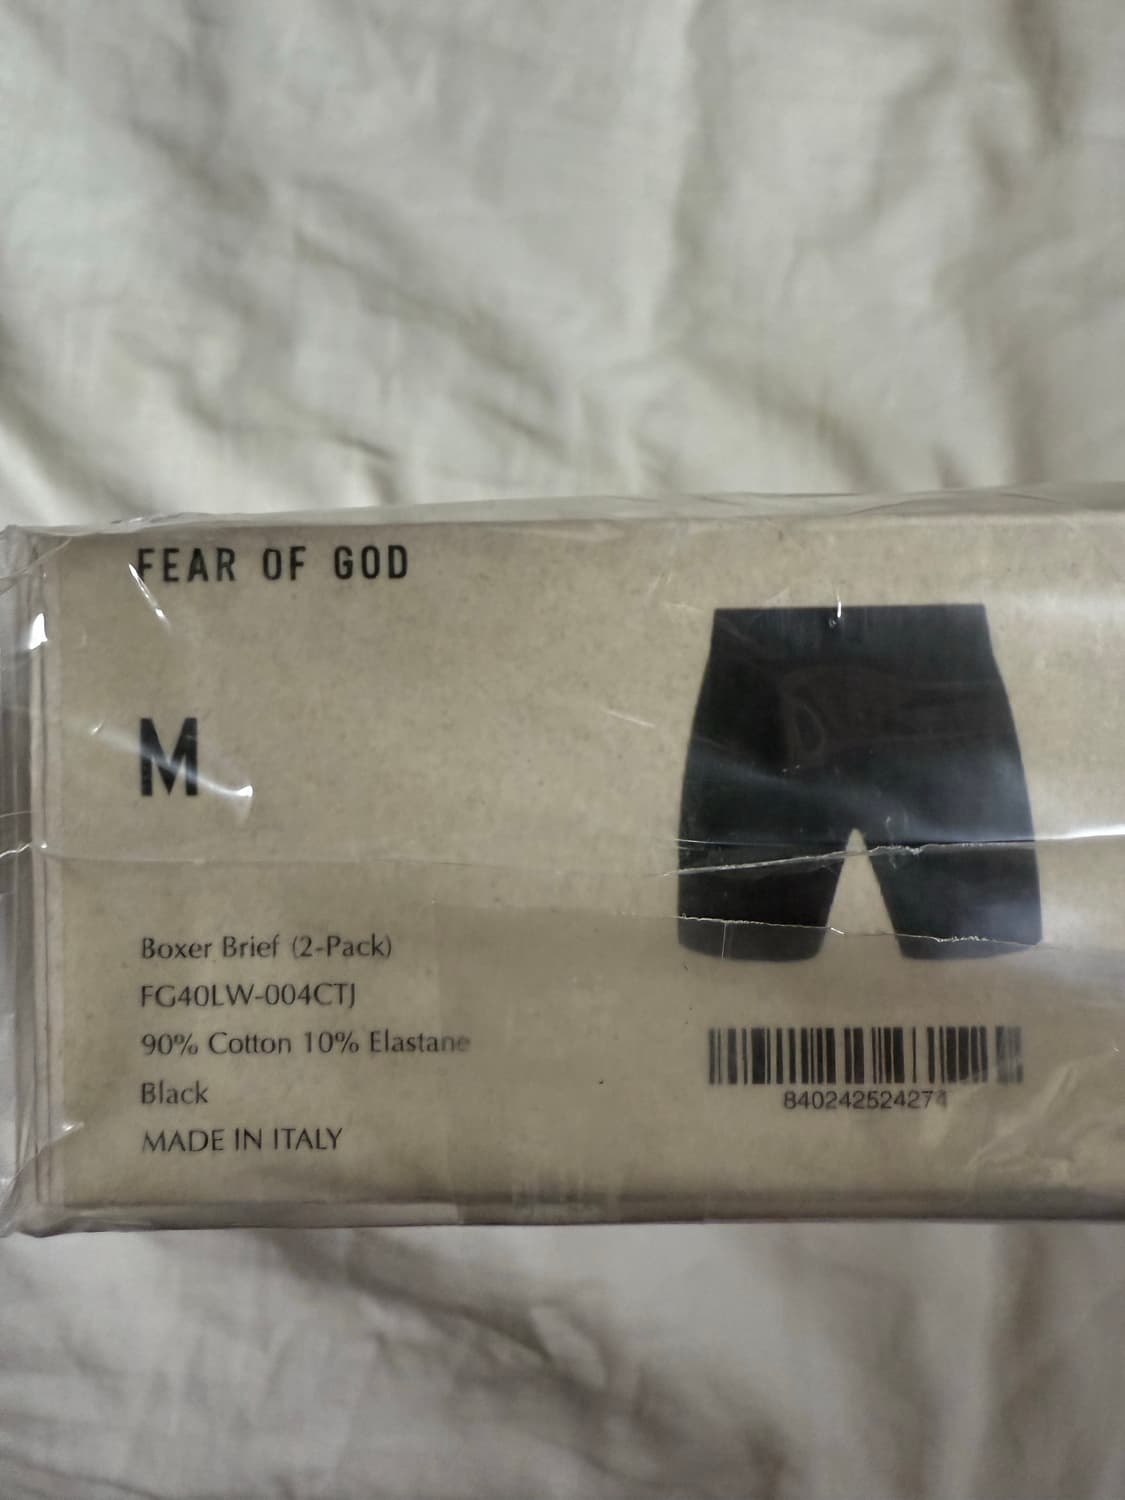 FEAR OF GOD
M
Boxer Brief (2-Pack)
FG40LW-004CTJ
90% Cotton 10% Elastane
Black
MADE IN ITALY
840242524274